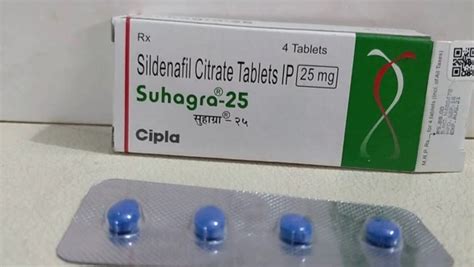 Rx
4 Tablets
Sildenafil Citrate Tablets IP 25 mg
Suhagra®-25
सुहाग्रा®- २५
Cipla